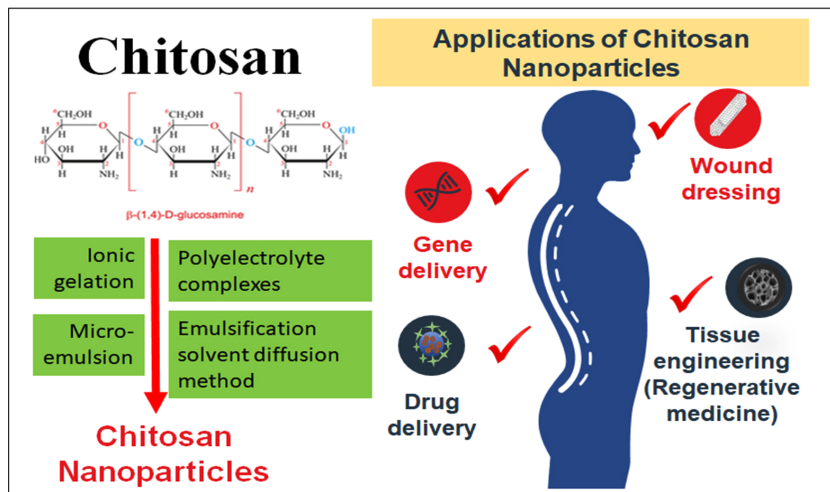 Chitosan
CH₂OH CH₂OH CH₂OH
OH
H H H H H H
O O O O O
HO OH H OH H OH H
H NH₂ H NH₂ H NH₂
n
β-(1,4)-D-glucosamine
Ionic
gelation
Polyelectrolyte
complexes
Micro-
emulsion
Emulsification
solvent diffusion
method
Chitosan
Nanoparticles
Applications of Chitosan
Nanoparticles
Wound
dressing
Gene
delivery
Tissue
engineering
(Regenerative
medicine)
Drug
delivery